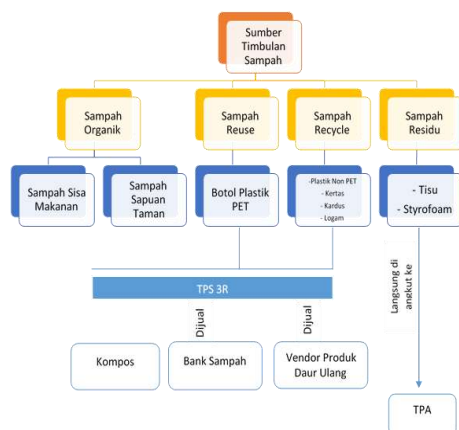 Sumber
Timbulan
Sampah
Sampah
Organik
Sampah
Reuse
Sampah
Recycle
Sampah
Residu
Sampah Sisa
Makanan
Sampah
Sapuan
Taman
Botol Plastik
PET
-Plastik Non PET
- Kertas
- Kardus
- Logam
- Tisu
- Styrofoam
TPS 3R
Dijual
Dijual
Langsung di
angkut ke
Kompos
Bank Sampah
Vendor Produk
Daur Ulang
TPA